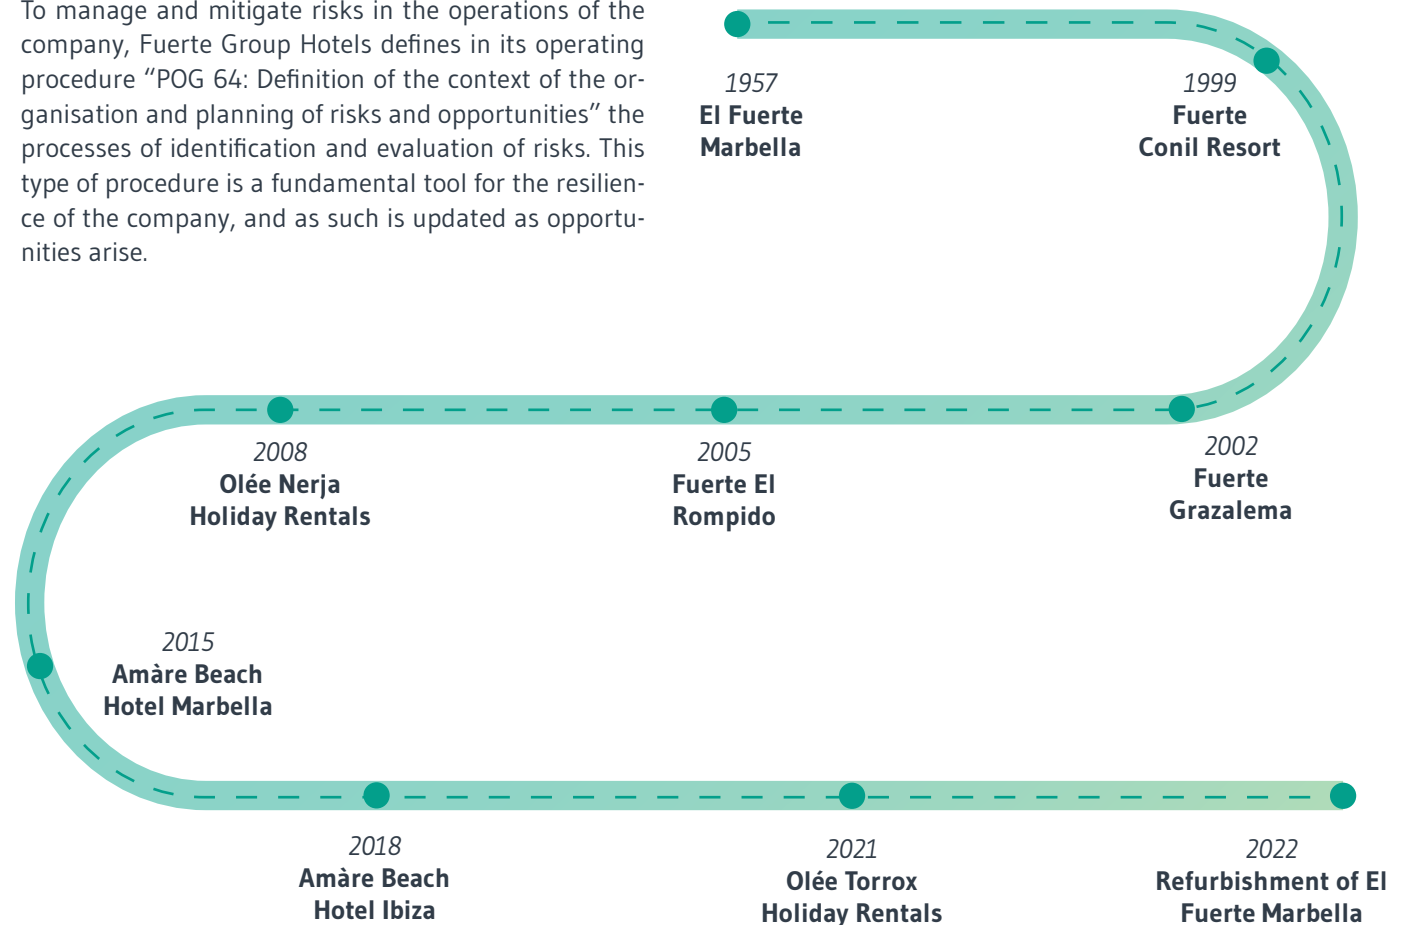 To manage and mitigate risks in the operations of the
company, Fuerte Group Hotels defines in its operating
procedure “POG 64: Definition of the context of the or-
ganisation and planning of risks and opportunities” the
processes of identification and evaluation of risks. This
type of procedure is a fundamental tool for the resilien-
ce of the company, and as such is updated as opportu-
nities arise.
1957
El Fuerte
Marbella
1999
Fuerte
Conil Resort
2002
Fuerte
Grazalema
2005
Fuerte El
Rompido
2008
Olée Nerja
Holiday Rentals
2015
Amàre Beach
Hotel Marbella
2018
Amàre Beach
Hotel Ibiza
2021
Olée Torrox
Holiday Rentals
2022
Refurbishment of El
Fuerte Marbella